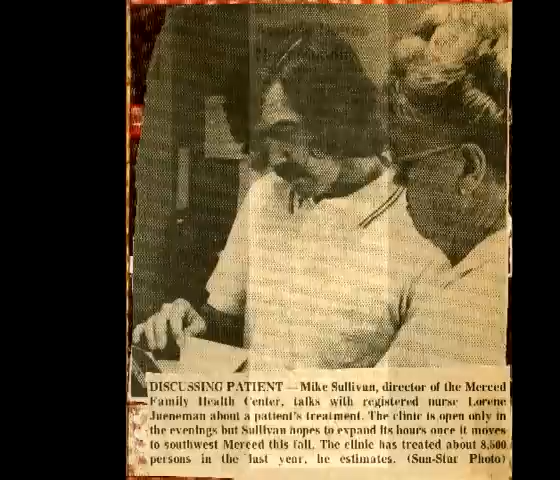 DISCUSSING PATIENT — Mike Sullivan, director of the Merced
Family Health Center, talks with registered nurse Lorene
Jueneman about a patient's treatment. The clinic is open only in
the evenings but Sullivan hopes to expand its hours once it moves
to southwest Merced this fall. The clinic has treated about 8,500
persons in the last year, he estimates. (Sun-Star Photo)